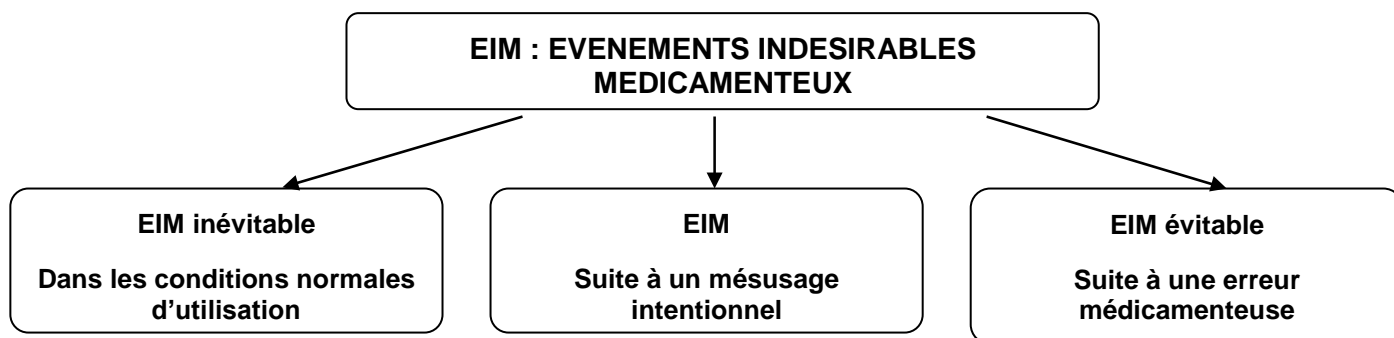 EIM : EVENEMENTS INDESIRABLES
MEDICAMENTEUX
EIM inévitable
Dans les conditions normales
d’utilisation
EIM
Suite à un mésusage
intentionnel
EIM évitable
Suite à une erreur
médicamenteuse